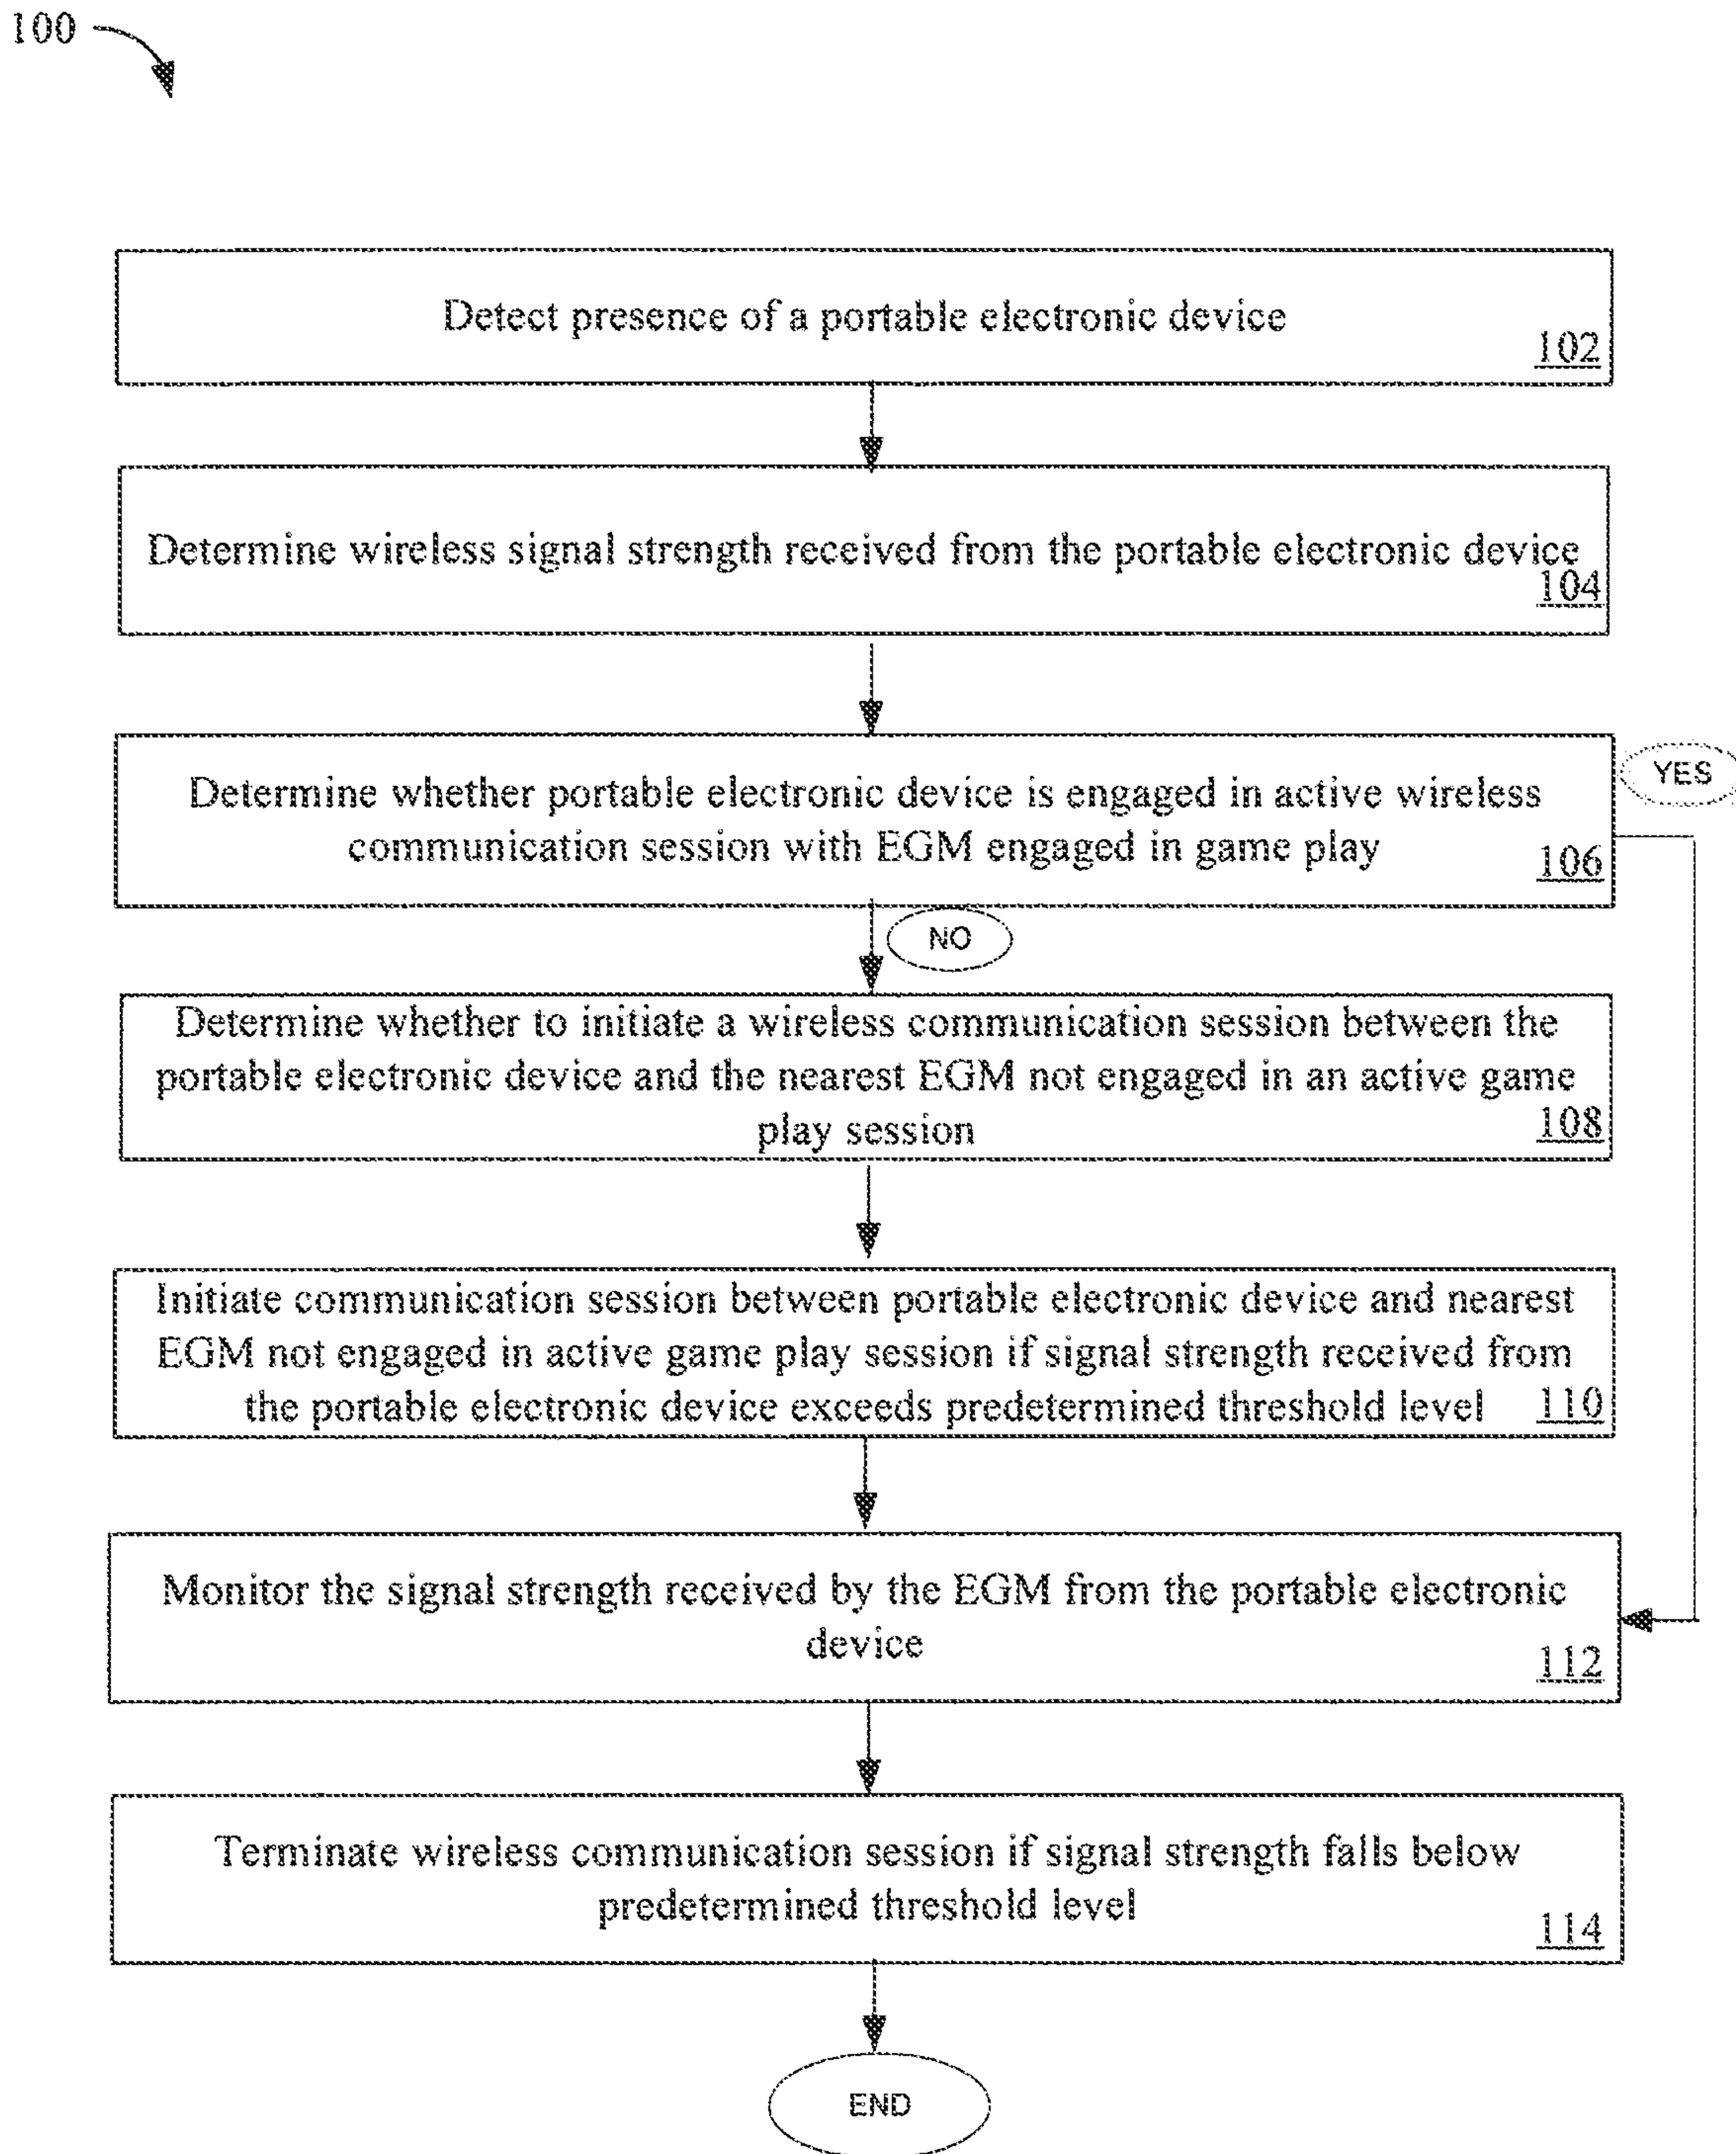 100
Detect presence of a portable electronic device
102
Determine wireless signal strength received from the portable electronic device
104
Determine whether portable electronic device is engaged in active wireless
communication session with EGM engaged in game play
106
YES
NO
Determine whether to initiate a wireless communication session between the
portable electronic device and the nearest EGM not engaged in an active game
play session
108
Initiate communication session between portable electronic device and nearest
EGM not engaged in active game play session if signal strength received from
the portable electronic device exceeds predetermined threshold level
110
Monitor the signal strength received by the EGM from the portable electronic
device
112
Terminate wireless communication session if signal strength falls below
predetermined threshold level
114
END